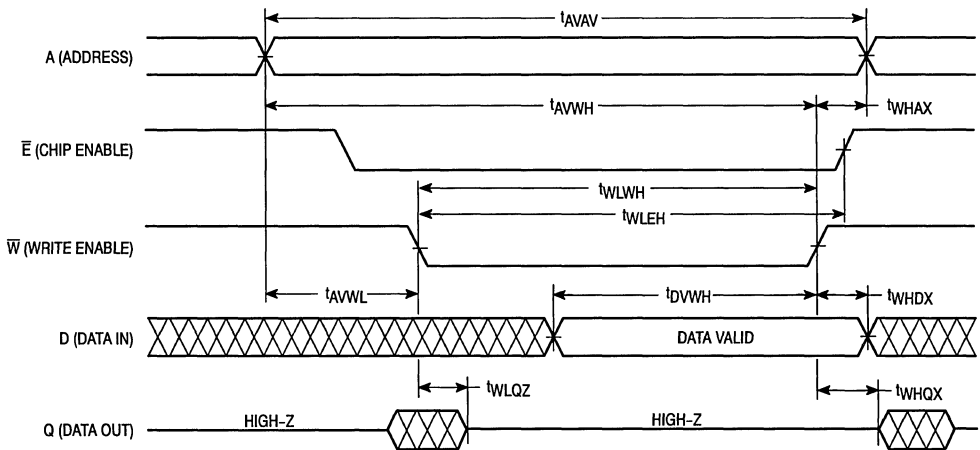 tAVAV
A (ADDRESS)
tAVWH
tWHAX
E̅ (CHIP ENABLE)
tWLWH
tWLEH
W̅ (WRITE ENABLE)
tAVWL
tDVWH
tWHDX
D (DATA IN)
DATA VALID
tWLQZ
tWHQX
Q (DATA OUT)
HIGH-Z
HIGH-Z